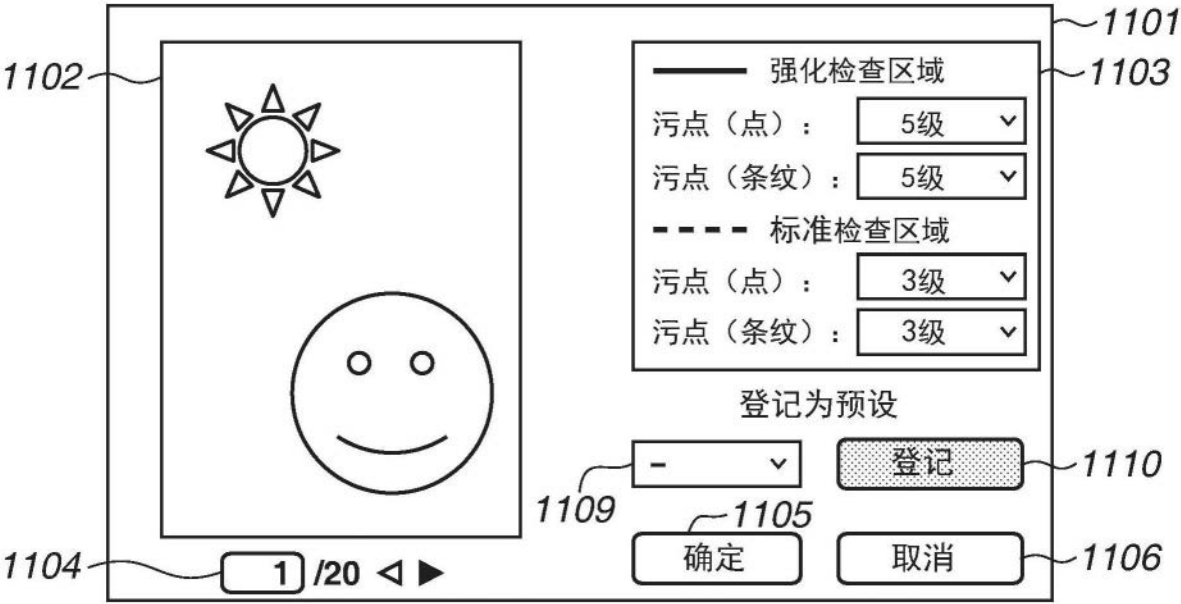 1101
1102
1103
强化检查区域
污点（点）： 5级
污点（条纹）： 5级
标准检查区域
污点（点）： 3级
污点（条纹）： 3级
登记为预设
– 登记
1110
1109
1105
确定 取消
1106
1104
1 /20